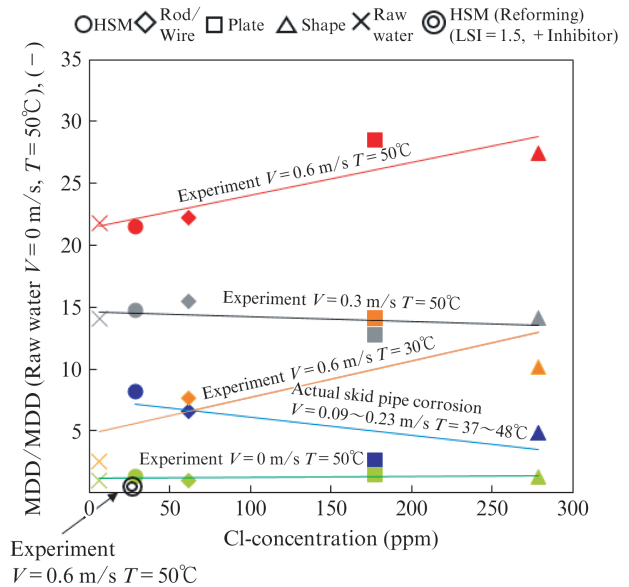 HSM Rod/ Wire Plate Shape Raw water HSM (Reforming)
(LSI=1.5, +Inhibitor)
MDD/MDD (Raw water V=0 m/s, T=50℃), (−)
35
30
25
20
15
10
5
0
50
100
150
200
250
300
Experiment V=0.6 m/s T=50℃
Experiment V=0.3 m/s T=50℃
Experiment V=0.6 m/s T=30℃
Actual skid pipe corrosion
V=0.09~0.23 m/s T=37~48℃
Experiment V=0 m/s T=50℃
Cl-concentration (ppm)
Experiment
V=0.6 m/s T=50℃